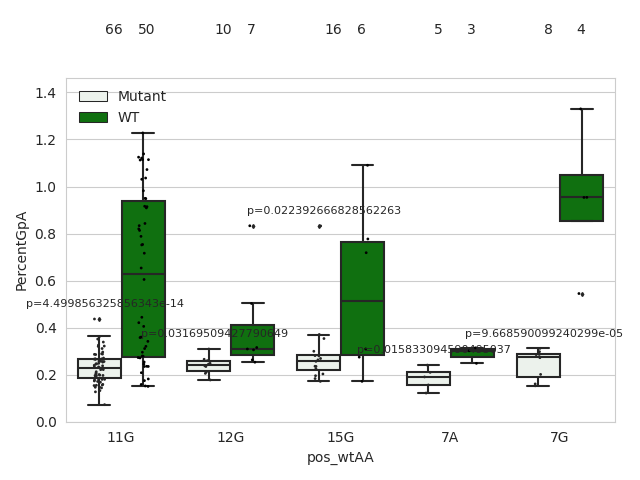 66 50 10 7 16 6 5 3 8 4
1.4
Mutant
WT
1.2
1.0
p=0.022392666828562263
0.8
PercentGpA
0.6
p=4.499856325856343e-14
0.4
p=0.03169509427790649
p=9.668590099240299e-05
0.2
0.0
11G 12G 15G 7A 7G
pos_wtAA